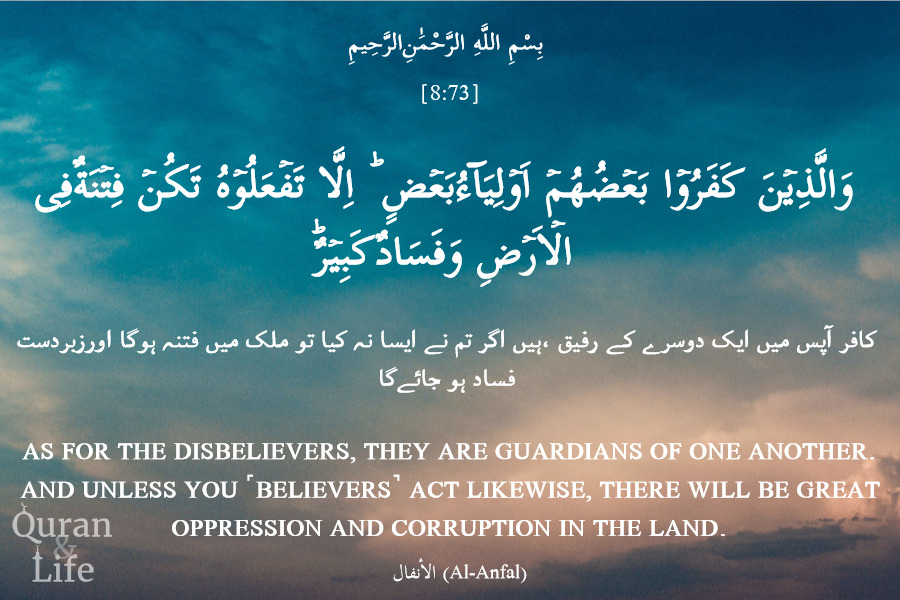 بِسْمِ اللَّهِ الرَّحْمَٰنِالرَّحِيمِ
[8:73]
وَالَّذِيۡنَ كَفَرُوۡا بَعۡضُهُمۡ اَوۡلِيَآءُبَعۡضٍ‌ ؕ اِلَّا تَفۡعَلُوۡهُ تَكُنۡ فِتۡنَةٌفِى
الۡاَرۡضِ وَفَسَادٌكَبِيۡرٌؕ
کافر آپس میں ایک دوسرے کے رفیق ،ہیں اگر تم نے ایسا نہ کیا تو ملک میں فتنہ ہوگا اورزبردست
فساد ہو جائےگا
AS FOR THE DISBELIEVERS, THEY ARE GUARDIANS OF ONE ANOTHER.
AND UNLESS YOU ˹BELIEVERS˺ ACT LIKEWISE, THERE WILL BE GREAT
OPPRESSION AND CORRUPTION IN THE LAND.
الأنفال (Al-Anfal)
Quran
&
Life